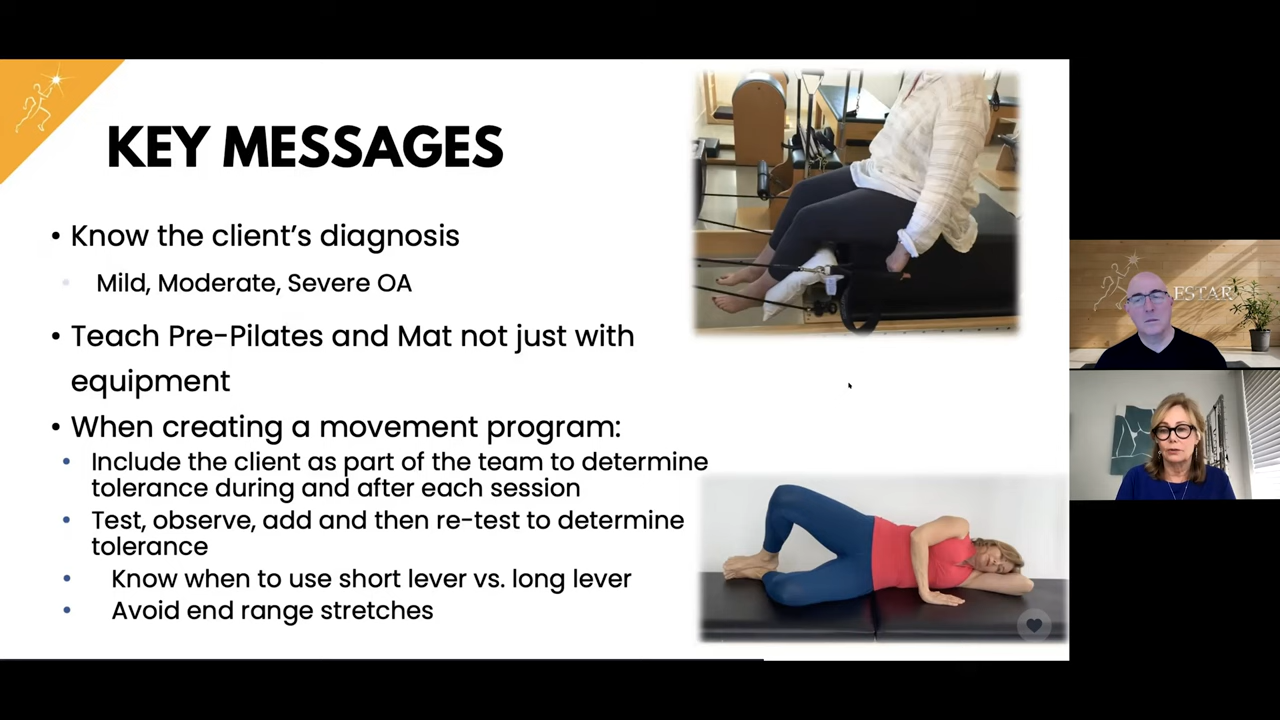 KEY MESSAGES
• Know the client's diagnosis
Mild, Moderate, Severe OA
• Teach Pre-Pilates and Mat not just with
equipment
• When creating a movement program:
• Include the client as part of the team to determine
tolerance during and after each session
• Test, observe, add and then re-test to determine
tolerance
• Know when to use short lever vs. long lever
• Avoid end range stretches
ESTAR